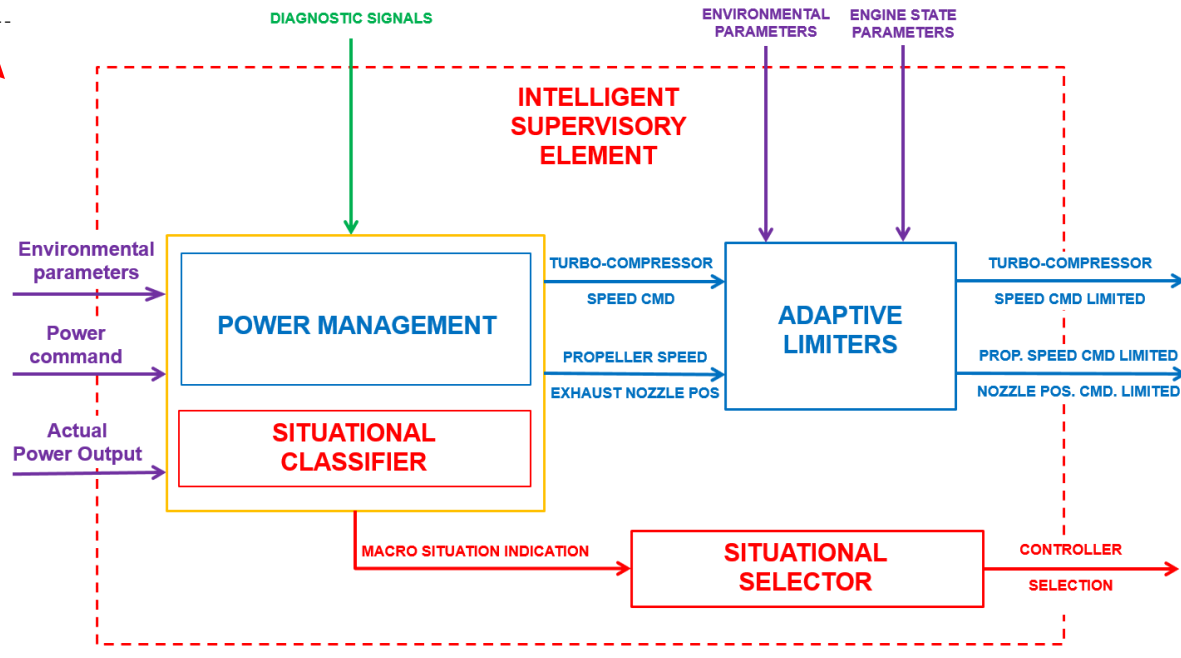 DIAGNOSTIC SIGNALS
ENVIRONMENTAL
PARAMETERS
ENGINE STATE
PARAMETERS
INTELLIGENT
SUPERVISORY
ELEMENT
Environmental
parameters
Power
command
Actual
Power Output
POWER MANAGEMENT
SITUATIONAL
CLASSIFIER
TURBO-COMPRESSOR
SPEED CMD
PROPELLER SPEED
EXHAUST NOZZLE POS
ADAPTIVE
LIMITERS
TURBO-COMPRESSOR
SPEED CMD LIMITED
PROP. SPEED CMD LIMITED
NOZZLE POS. CMD. LIMITED
MACRO SITUATION INDICATION
SITUATIONAL
SELECTOR
CONTROLLER
SELECTION